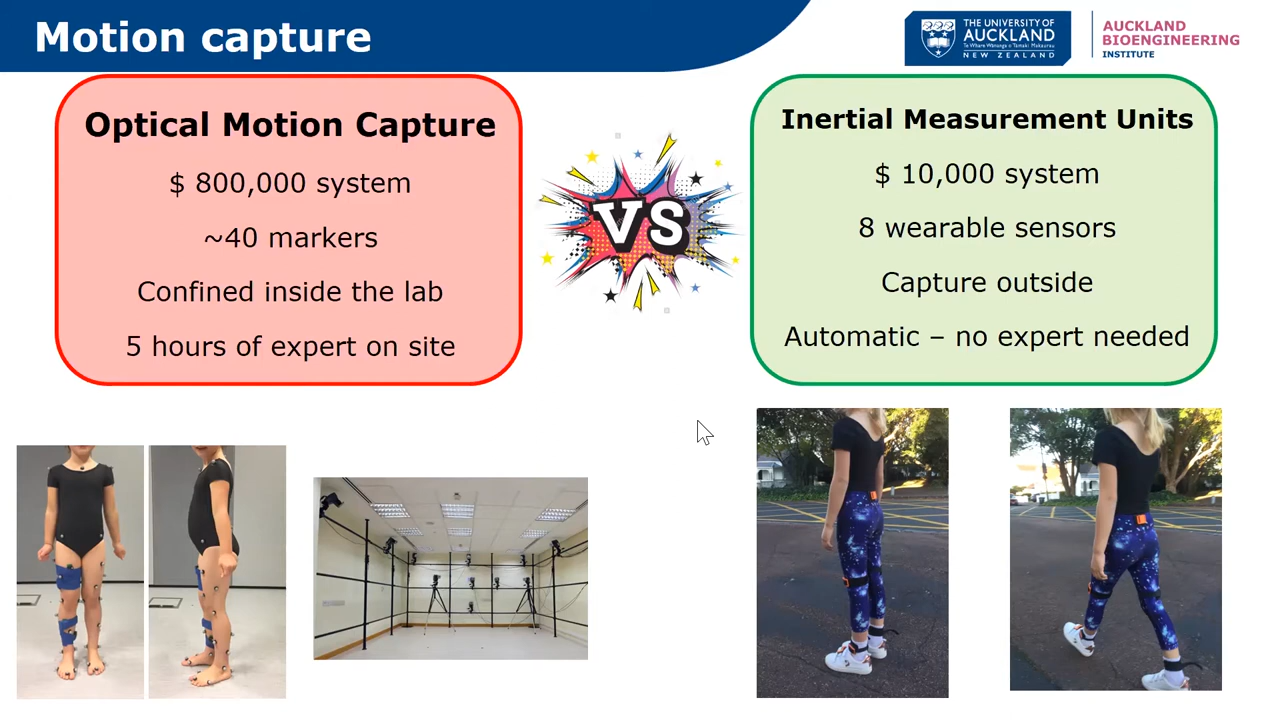 Motion capture
THE UNIVERSITY OF
AUCKLAND
Te Whare Wānanga o Tāmaki Makaurau
NEW ZEALAND
AUCKLAND
BIOENGINEERING
INSTITUTE
Optical Motion Capture
$ 800,000 system
~40 markers
Confined inside the lab
5 hours of expert on site
VS
Inertial Measurement Units
$ 10,000 system
8 wearable sensors
Capture outside
Automatic – no expert needed